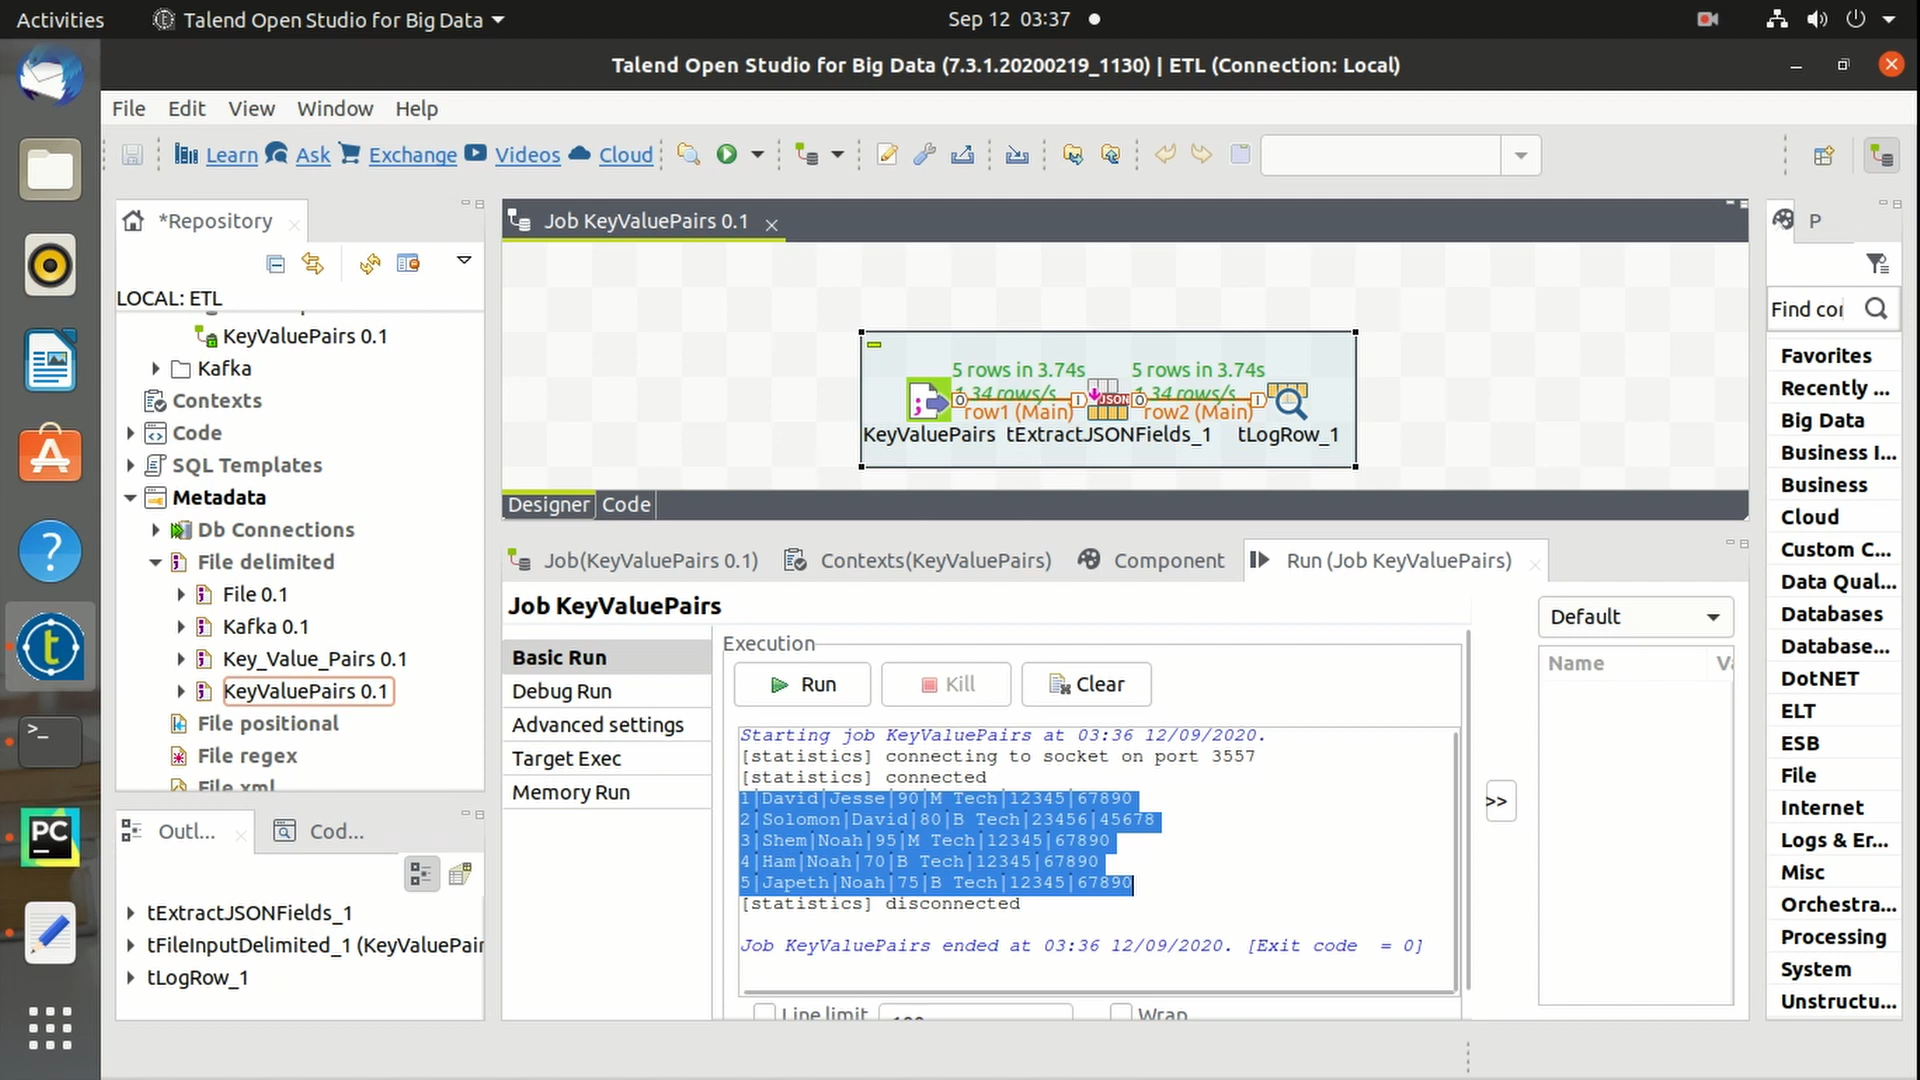 Activities
Talend Open Studio for Big Data
Sep 12 03:37
Talend Open Studio for Big Data (7.3.1.20200219_1130) | ETL (Connection: Local)
File Edit View Window Help
Learn Ask Exchange Videos Cloud
*Repository
LOCAL: ETL
KeyValuePairs 0.1
Kafka
Contexts
Code
SQL Templates
Metadata
Db Connections
File delimited
File 0.1
Kafka 0.1
Key_Value_Pairs 0.1
KeyValuePairs 0.1
File positional
File regex
File xml
Outl...
Cod...
tExtractJSONFields_1
tFileInputDelimited_1 (KeyValuePair
tLogRow_1
Job KeyValuePairs 0.1
5 rows in 3.74s 5 rows in 3.74s
1.34 rows/s 1.34 rows/s
row1 (Main) row2 (Main)
JSON
KeyValuePairs tExtractJSONFields_1 tLogRow_1
Designer Code
Job(KeyValuePairs 0.1) Contexts(KeyValuePairs) Component Run (Job KeyValuePairs)
Job KeyValuePairs
Basic Run
Debug Run
Advanced settings
Target Exec
Memory Run
Execution
Run Kill Clear
Starting job KeyValuePairs at 03:36 12/09/2020.
[statistics] connecting to socket on port 3557
[statistics] connected
1|David|Jesse|90|M Tech|12345|67890
2|Solomon|David|80|B Tech|23456|45678
3|Shem|Noah|95|M Tech|12345|67890
4|Ham|Noah|70|B Tech|12345|67890
5|Japeth|Noah|75|B Tech|12345|67890
[statistics] disconnected
Job KeyValuePairs ended at 03:36 12/09/2020. [Exit code = 0]
Line limit
Wrap
>>
Default
Name
P
Find cor
Favorites
Recently ...
Big Data
Business I...
Business
Cloud
Custom C...
Data Qual...
Databases
Database...
DotNET
ELT
ESB
File
Internet
Logs & Er...
Misc
Orchestra...
Processing
System
Unstructu...
PC